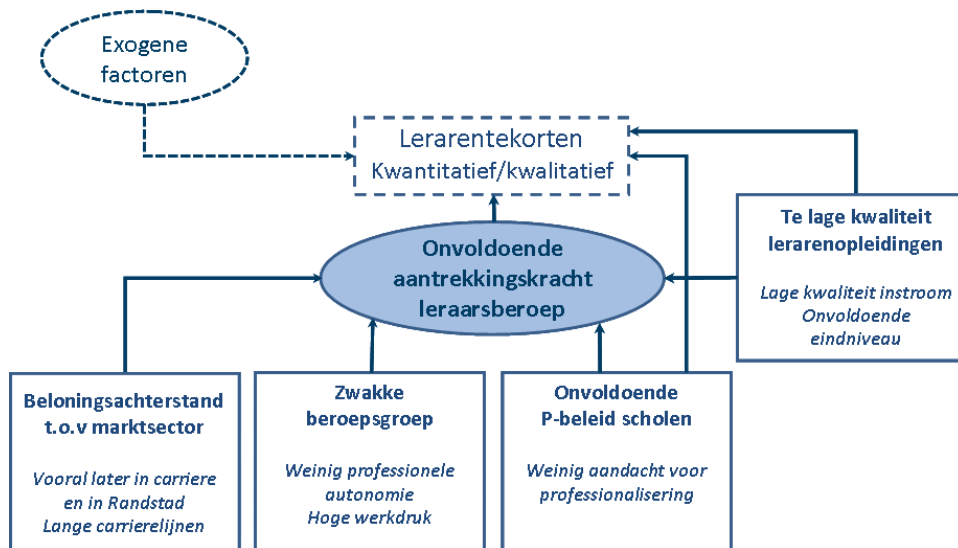 Exogene
factoren
Lerarentekorten
Kwantitatief/kwalitatief
Onvoldoende
aantrekkingskracht
leraarsberoep
Te lage kwaliteit
lerarenopleidingen
Lage kwaliteit instroom
Onvoldoende
eindniveau
Beloningsachterstand
t.o.v marktsector
Vooral later in carriere
en in Randstad
Lange carrierelijnen
Zwakke
beroepsgroep
Weinig professionele
autonomie
Hoge werkdruk
Onvoldoende
P-beleid scholen
Weinig aandacht voor
professionalisering